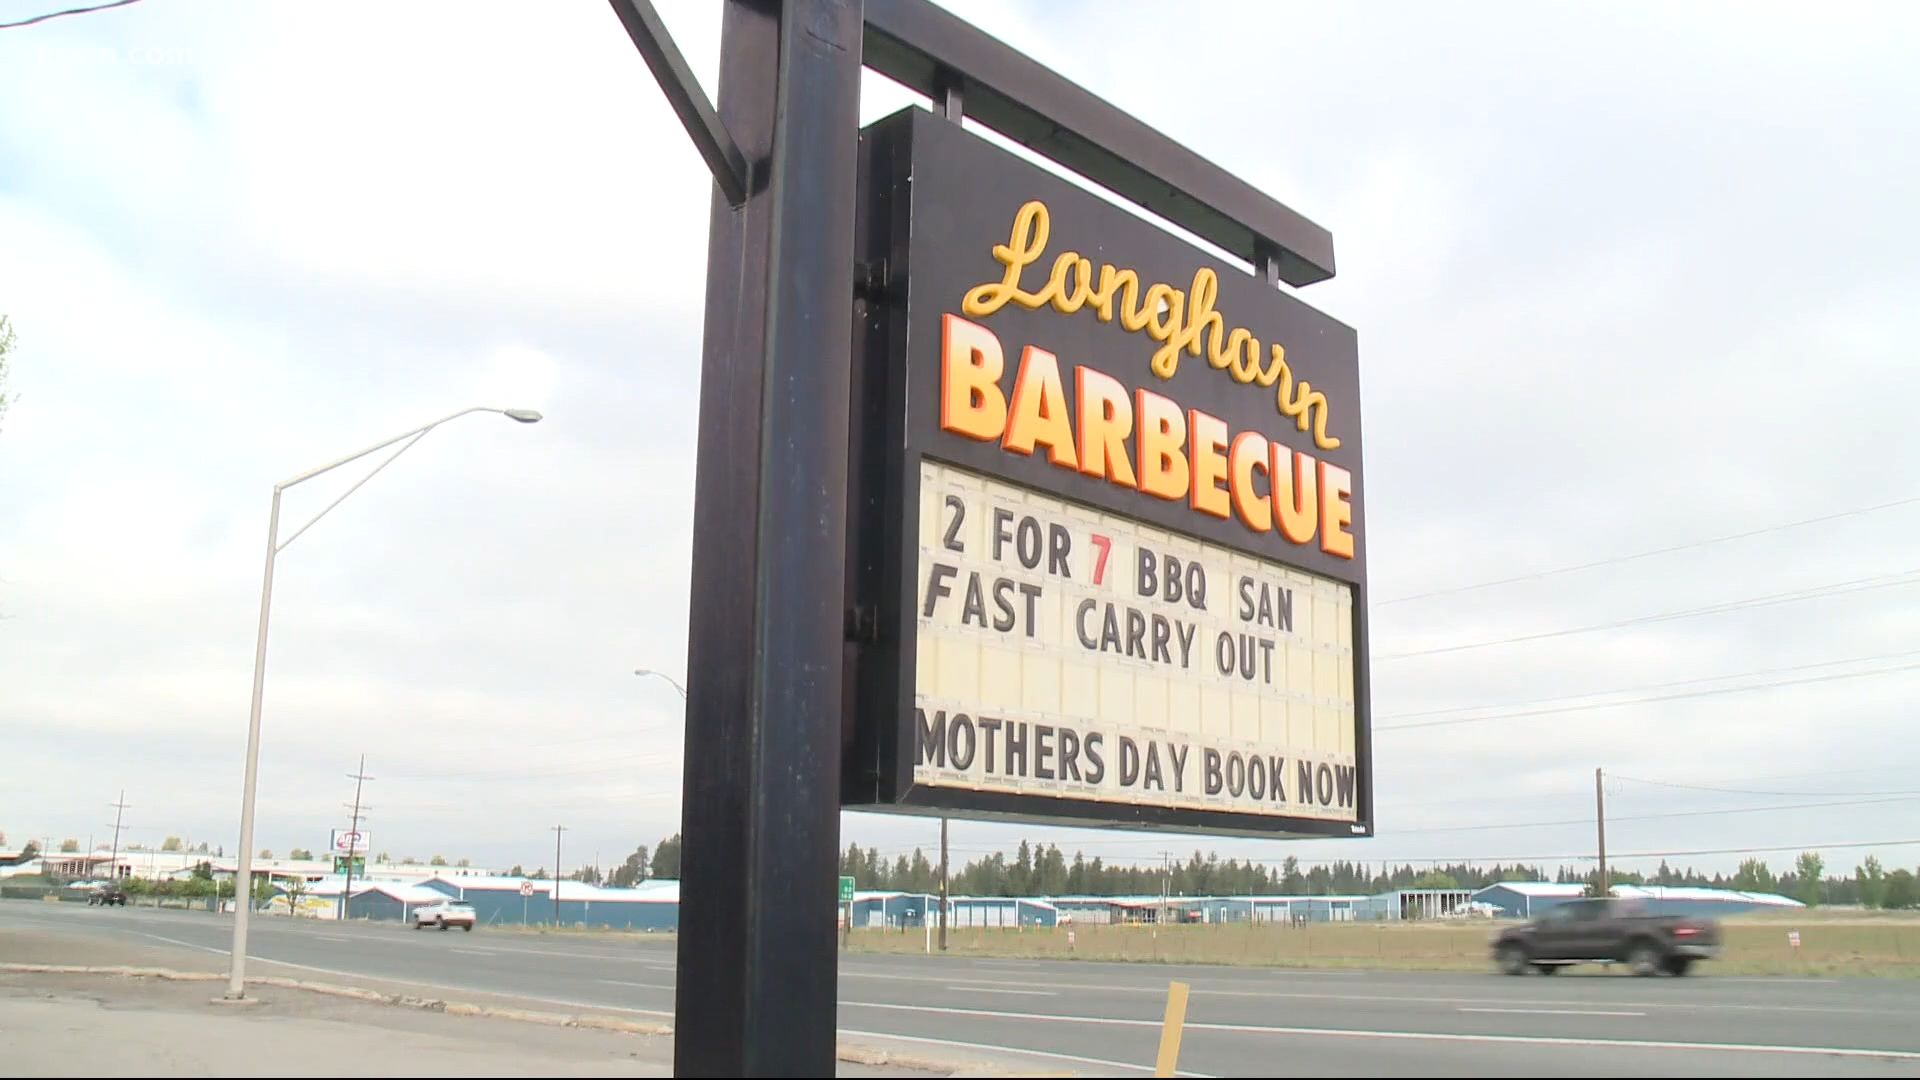 Longhorn
BARBECUE
2 FOR 7 BBQ SAN
FAST CARRY OUT
MOTHERS DAY BOOK NOW